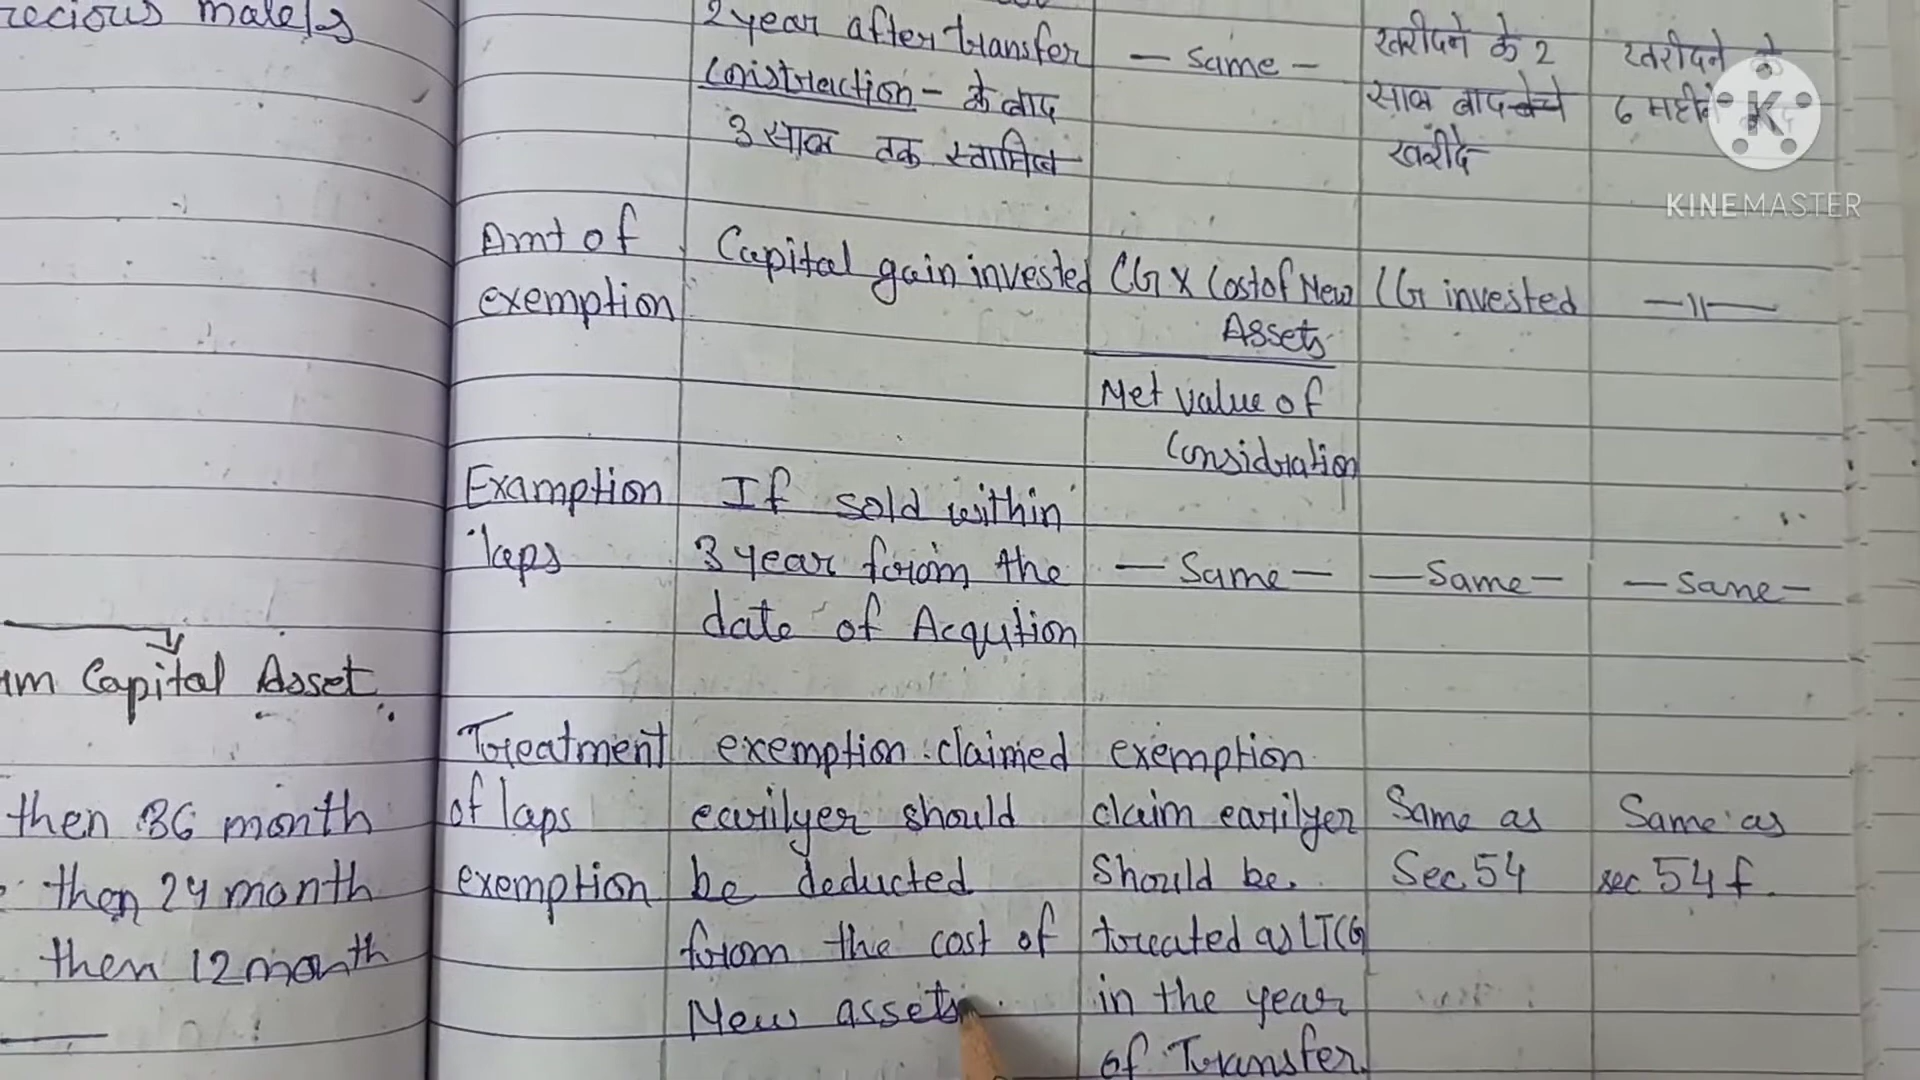 recious matels
2 year after transfer
Constraction - के बाद
3 साल तक
- Same -
खरीदने के 2
साल बाद
खरीदे
खरीदने के
6 महीने
K
KINEMASTER
Amt of
exemption
Capital gain invested
CG x Cost of New
Assets
Net value of
Considration
CG invested
-11-
Examption
laps
If sold within
3 year from the
date of Acqution
- Same -
- Same -
- Same -
um Capital Asset
then 36 month
then 24 month
then 12 month
Treatment
of laps
exemption
exemption claimed
earilyer should
be deducted
from the cost of
New assets
exemption
claim earilyer
should be.
treated as LTCG
in the year
of Transfer.
Same as
Sec. 54
Same as
sec 54 f.